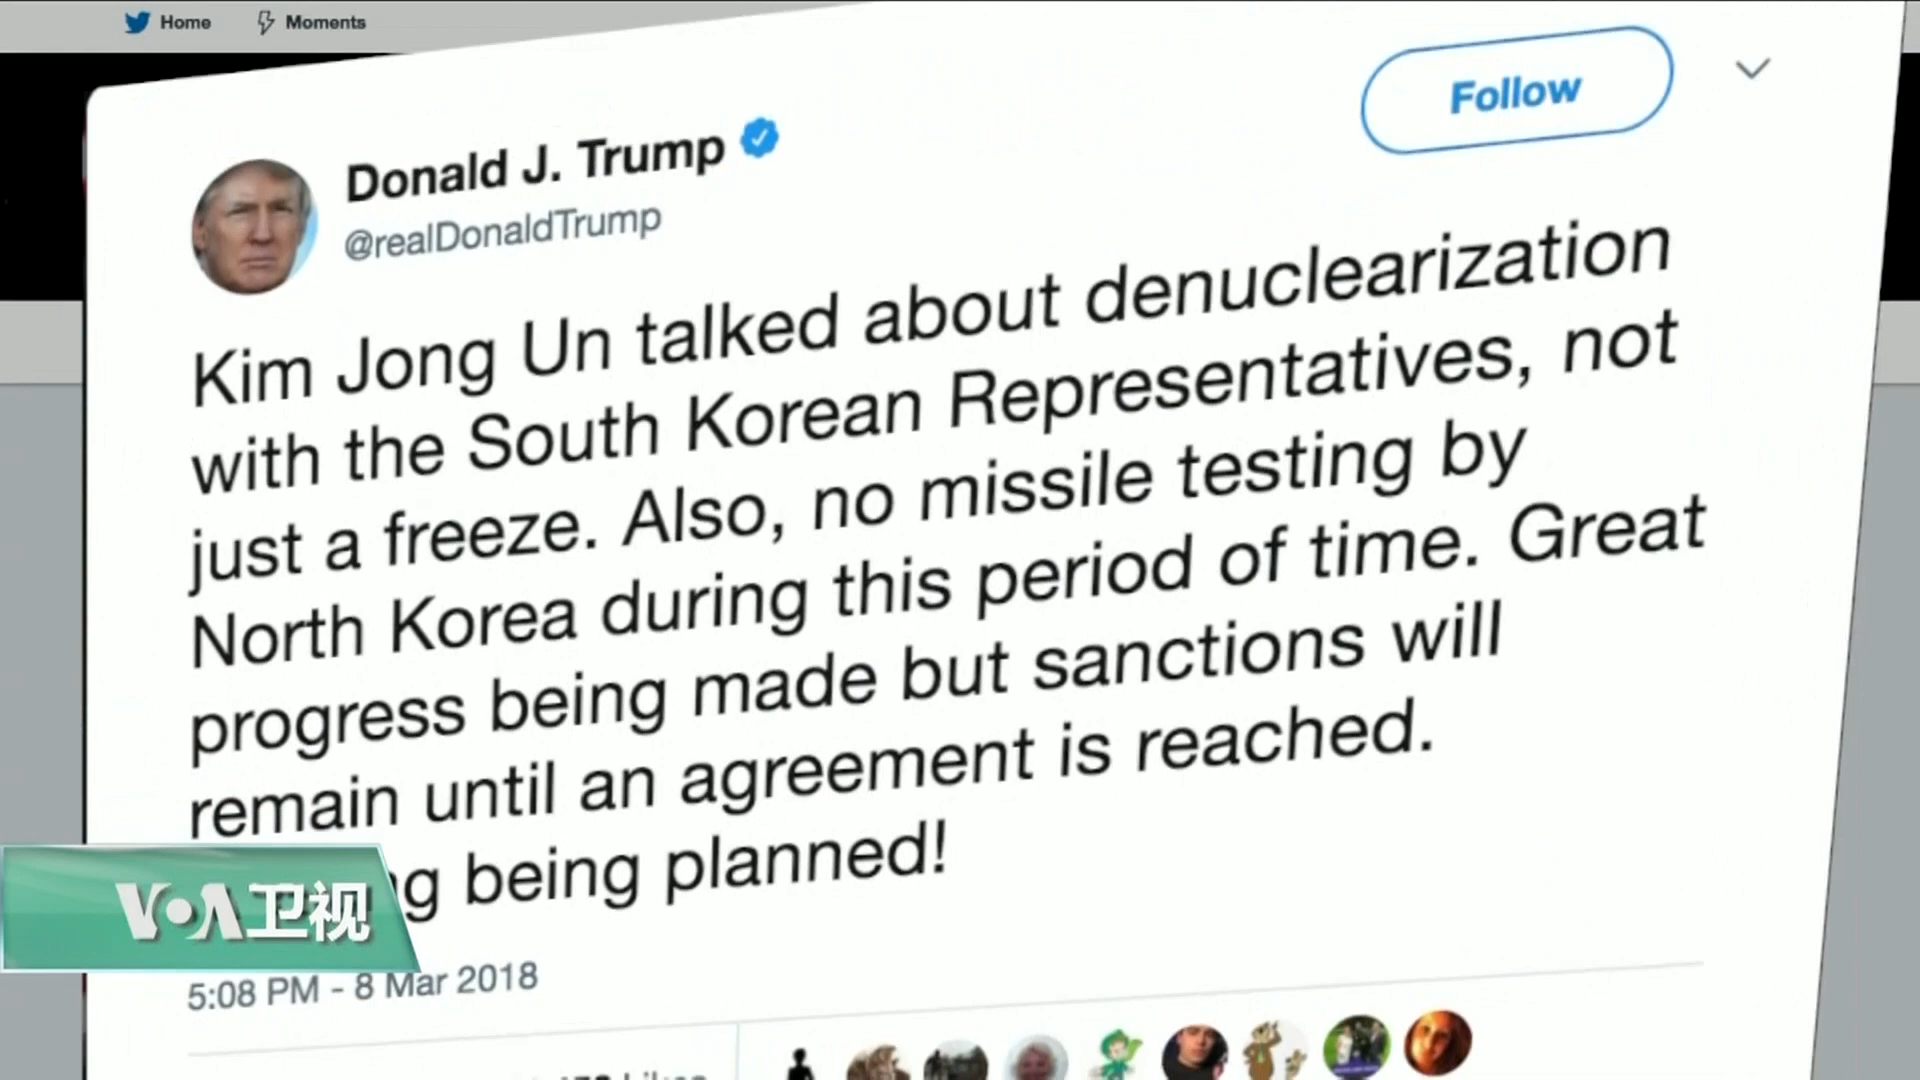 Home Moments
Follow
Donald J. Trump
@realDonaldTrump
Kim Jong Un talked about denuclearization
with the South Korean Representatives, not
just a freeze. Also, no missile testing by
North Korea during this period of time. Great
progress being made but sanctions will
remain until an agreement is reached.
being planned!
VOA卫视
5:08 PM - 8 Mar 2018
Likes